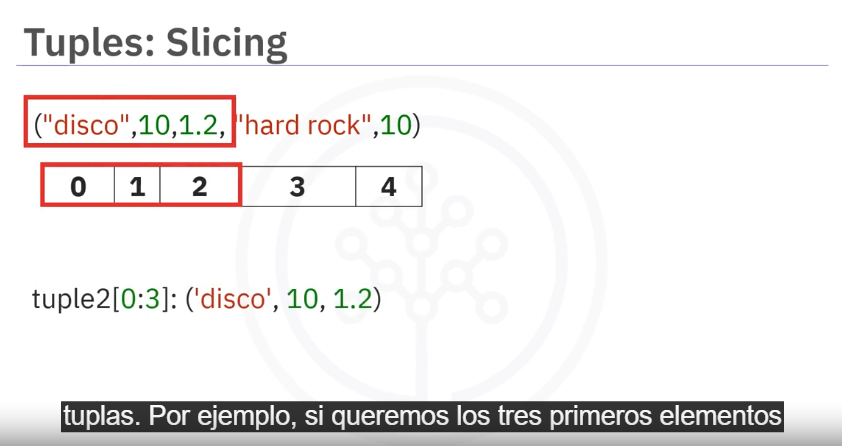 Tuples: Slicing
("disco",10,1.2, "hard rock",10)
0 1 2 3 4
tuple2[0:3]: ('disco', 10, 1.2)
tuplas. Por ejemplo, si queremos los tres primeros elementos